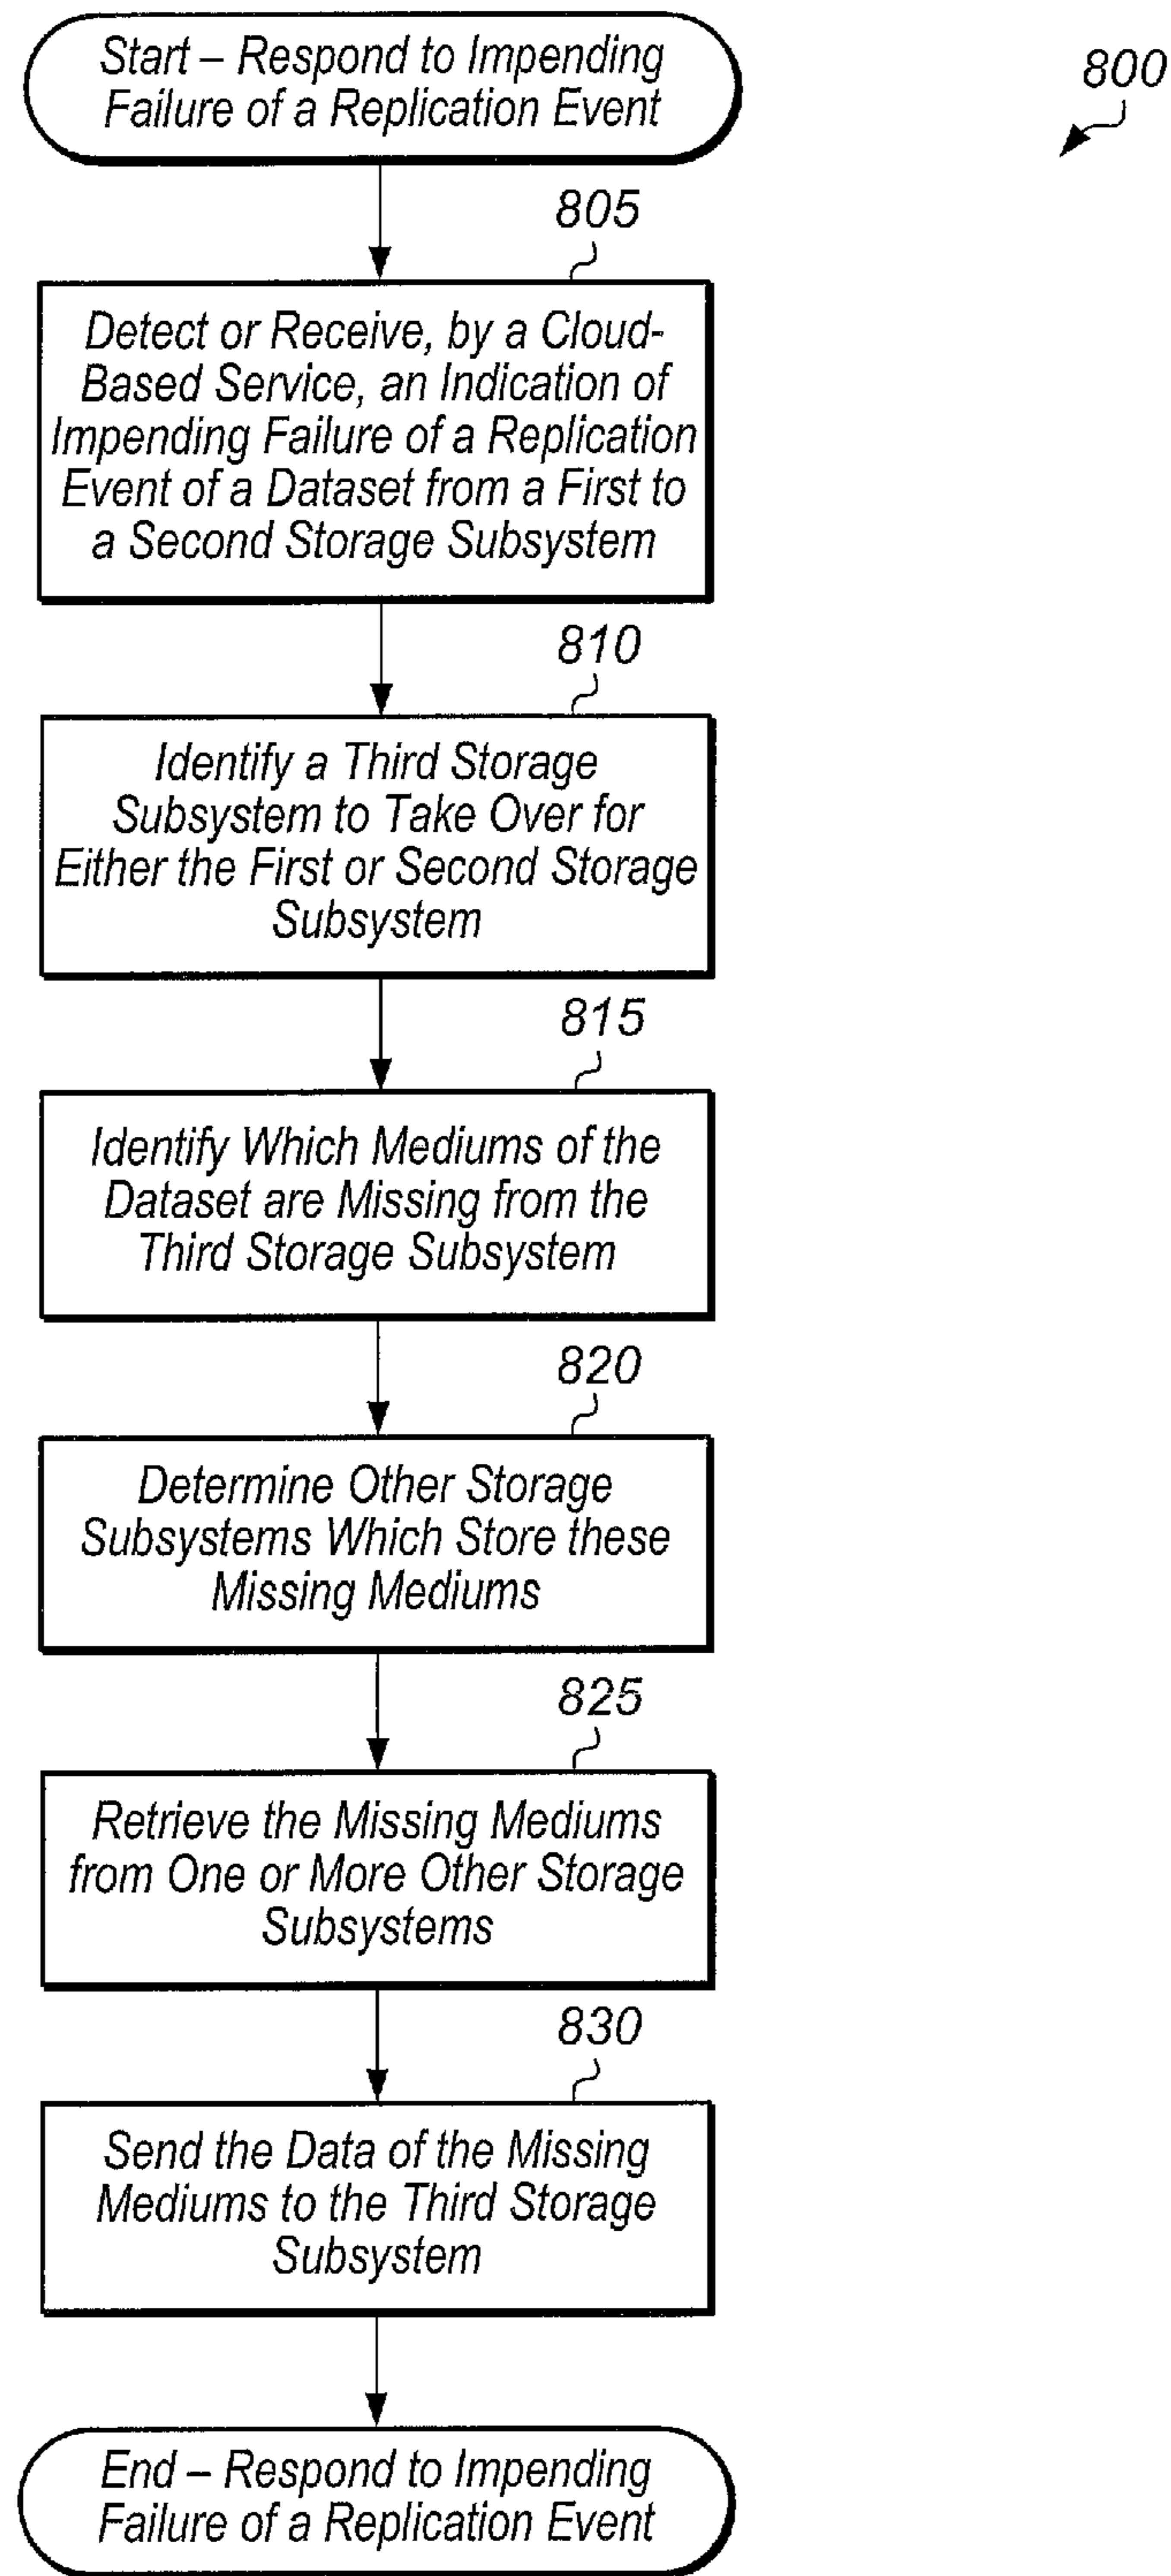 Start – Respond to Impending
Failure of a Replication Event
800
805
Detect or Receive, by a Cloud-
Based Service, an Indication of
Impending Failure of a Replication
Event of a Dataset from a First to
a Second Storage Subsystem
810
Identify a Third Storage
Subsystem to Take Over for
Either the First or Second Storage
Subsystem
815
Identify Which Mediums of the
Dataset are Missing from the
Third Storage Subsystem
820
Determine Other Storage
Subsystems Which Store these
Missing Mediums
825
Retrieve the Missing Mediums
from One or More Other Storage
Subsystems
830
Send the Data of the Missing
Mediums to the Third Storage
Subsystem
End – Respond to Impending
Failure of a Replication Event